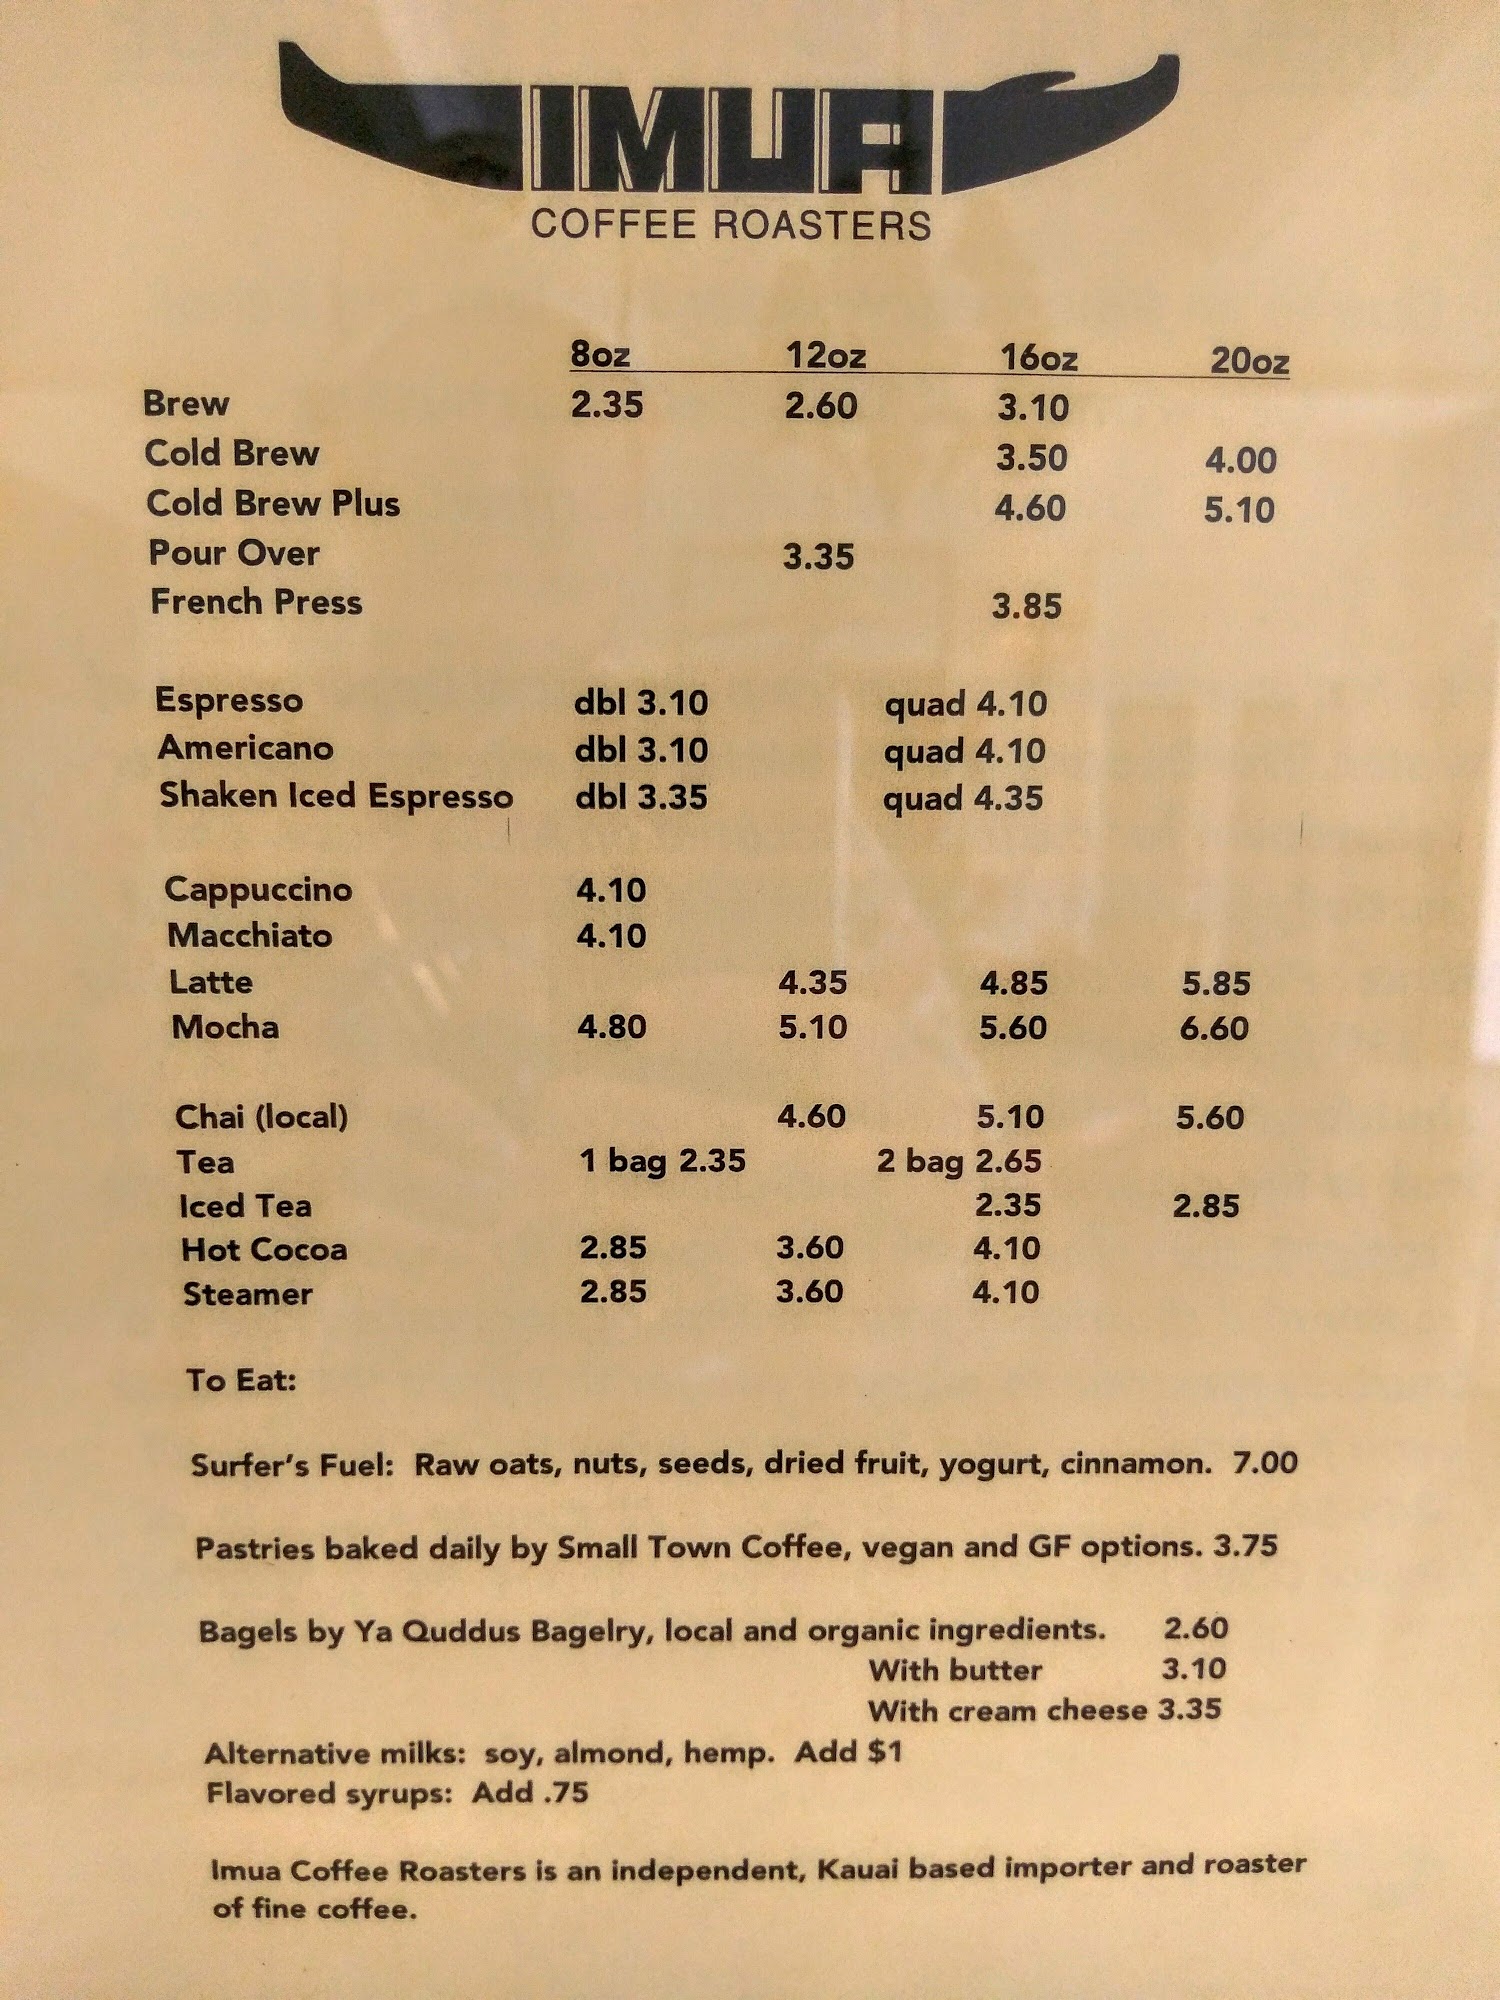 IMUA
COFFEE ROASTERS
8oz 12oz 16oz 20oz
Brew 2.35 2.60 3.10
Cold Brew 3.50 4.00
Cold Brew Plus 4.60 5.10
Pour Over 3.35
French Press 3.85
Espresso dbl 3.10 quad 4.10
Americano dbl 3.10 quad 4.10
Shaken Iced Espresso dbl 3.35 quad 4.35
Cappuccino 4.10
Macchiato 4.10
Latte 4.35 4.85 5.85
Mocha 4.80 5.10 5.60 6.60
Chai (local) 4.60 5.10 5.60
Tea 1 bag 2.35 2 bag 2.65
Iced Tea 2.35 2.85
Hot Cocoa 2.85 3.60 4.10
Steamer 2.85 3.60 4.10
To Eat:
Surfer's Fuel: Raw oats, nuts, seeds, dried fruit, yogurt, cinnamon. 7.00
Pastries baked daily by Small Town Coffee, vegan and GF options. 3.75
Bagels by Ya Quddus Bagelry, local and organic ingredients. 2.60
With butter 3.10
With cream cheese 3.35
Alternative milks: soy, almond, hemp. Add $1
Flavored syrups: Add .75
Imua Coffee Roasters is an independent, Kauai based importer and roaster
of fine coffee.